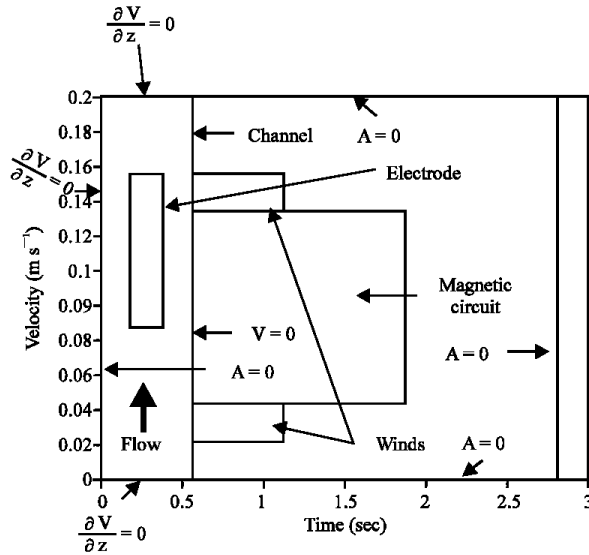 ∂V/∂z = 0
0.2
0.18
0.16
0.14
0.12
0.1
0.08
0.06
0.04
0.02
0
Velocity (m s⁻¹)
∂V/∂z = 0
Channel
A = 0
Electrode
Magnetic
circuit
V = 0
A = 0
A = 0
Flow
Winds
A = 0
0
0.5
1
1.5
2
2.5
3
Time (sec)
∂V/∂z = 0